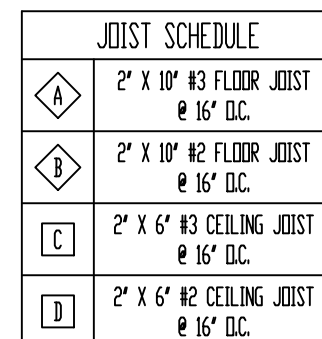 JOIST SCHEDULE
A
2" X 10" #3 FLOOR JOIST
@ 16" O.C.
B
2" X 10" #2 FLOOR JOIST
@ 16" O.C.
C
2" X 6" #3 CEILING JOIST
@ 16" O.C.
D
2" X 6" #2 CEILING JOIST
@ 16" O.C.